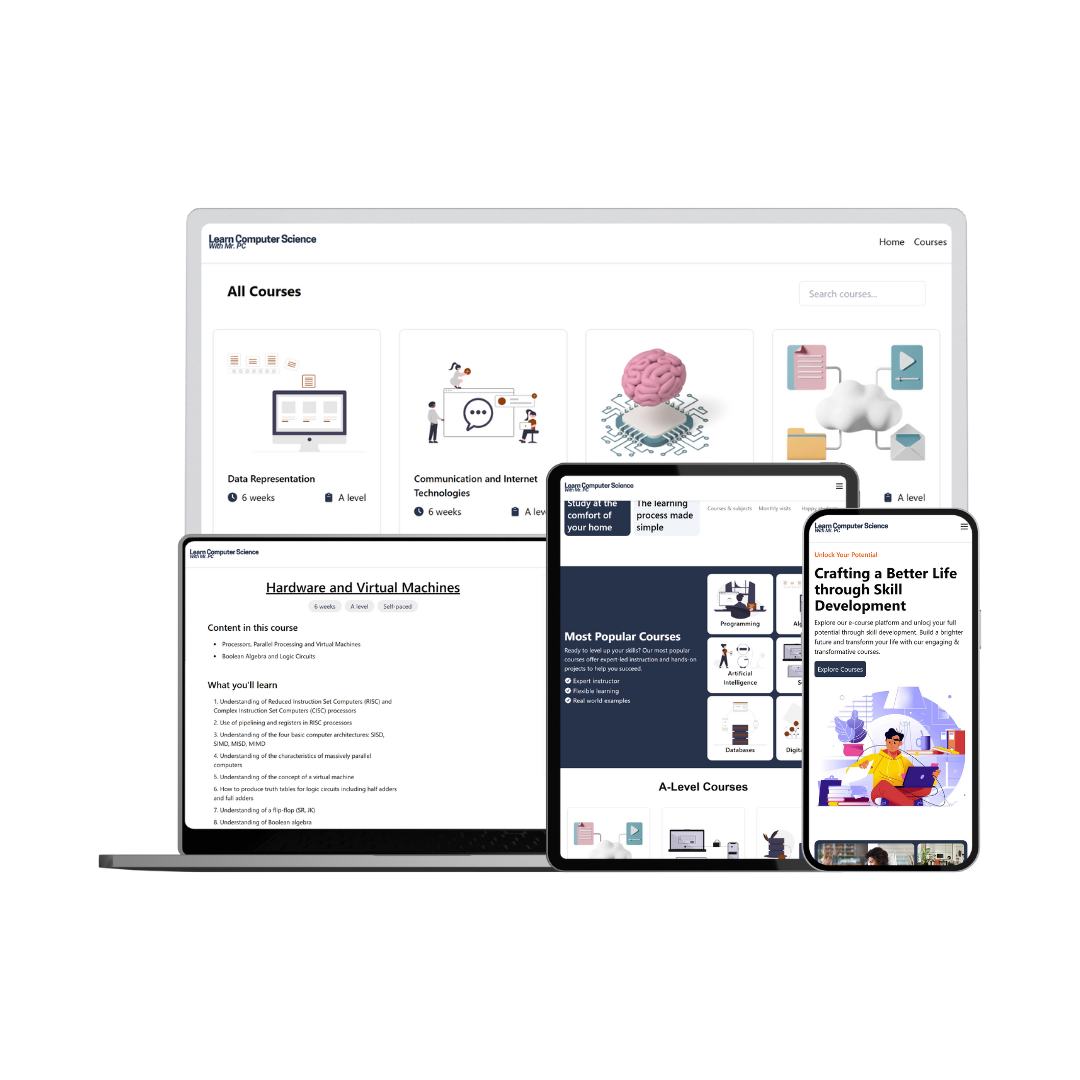 Learn Computer Science
With Mr. PC
Home Courses
All Courses
Search courses...
Data Representation
6 weeks A level
Communication and Internet
Technologies
6 weeks A
A level
Learn Computer Science
With Mr. PC
Hardware and Virtual Machines
6 weeks A level Self-paced
Content in this course
• Processors, Parallel Processing and Virtual Machines
• Boolean Algebra and Logic Circuits
What you'll learn
1. Understanding of Reduced Instruction Set Computers (RISC) and
Complex Instruction Set Computers (CISC) processors
2. Use of pipelining and registers in RISC processors
3. Understanding of the four basic computer architectures: SISD,
SIMD, MISD, MIMD
4. Understanding of the characteristics of massively parallel
computers
5. Understanding of the concept of a virtual machine
6. How to produce truth tables for logic circuits including half adders
and full adders
7. Understanding of a flip-flop (SR, JK)
8. Understanding of Boolean algebra
Learn Computer Science
With Mr. PC
Study at the
comfort of
your home
The learning
process made
simple
Courses & subjects Monthly visits Happy
Most Popular Courses
Ready to level up your skills? Our most popular
courses offer expert-led instruction and hands-on
projects to help you succeed.
Expert instructor
Flexible learning
Real world examples
Programming
Artificial
Intelligence
Databases
A-Level Courses
Learn Computer Science
With Mr. PC
Unlock Your Potential
Crafting a Better Life
through Skill
Development
Explore our e-course platform and unlocj your full
potential through skill development. Build a brighter
future and transform your life with our engaging &
transformative courses.
Explore Courses